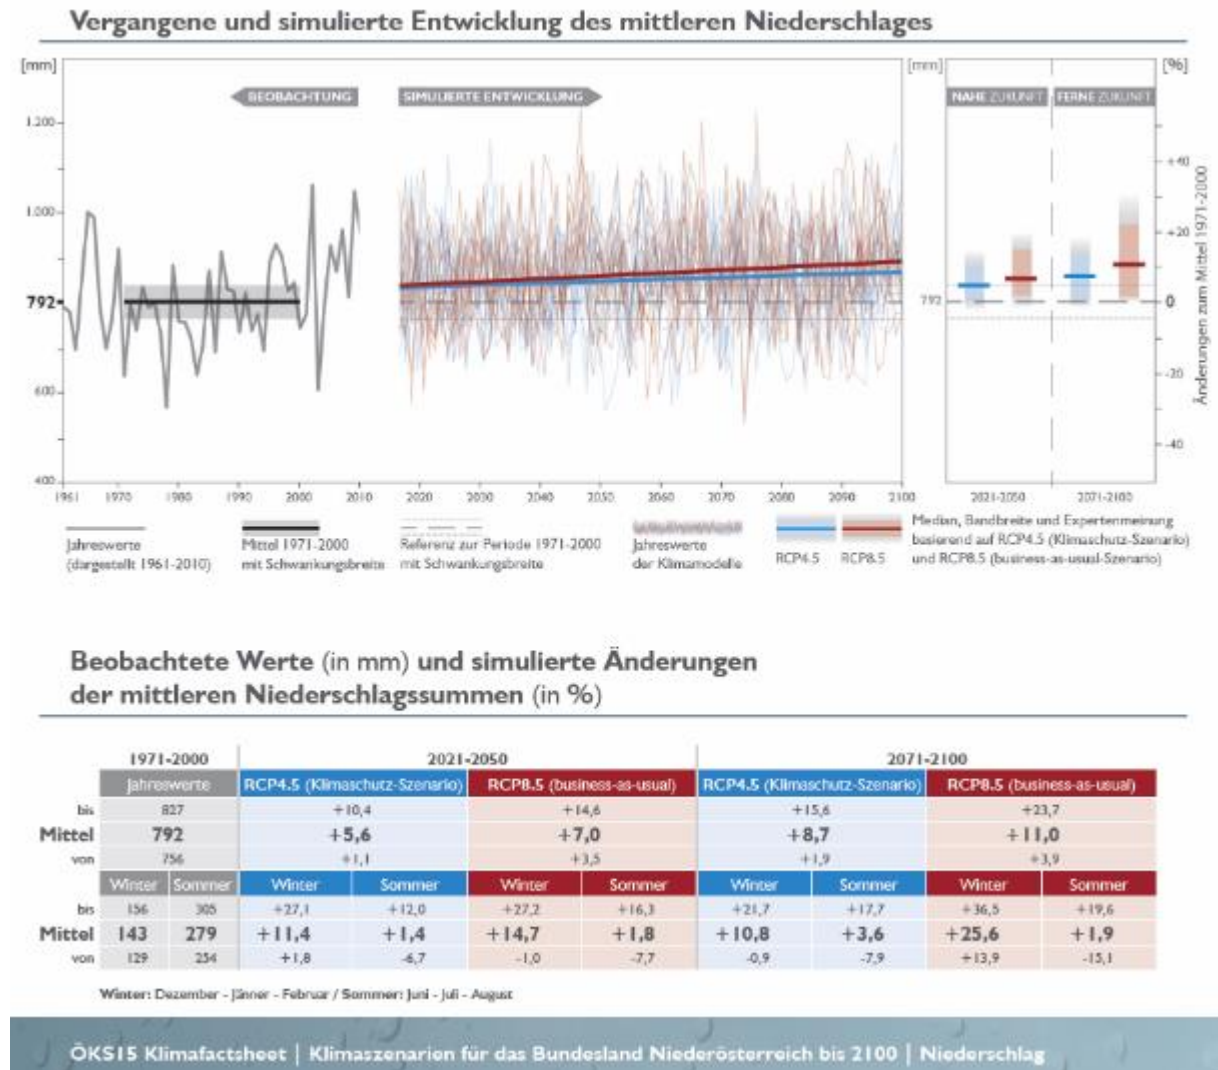 Vergangene und simulierte Entwicklung des mittleren Niederschlages
[mm] [mm] [%]
BEOBACHTUNG SIMULIERTE ENTWICKLUNG NAHE ZUKUNFT FERNE ZUKUNFT
1.200
+40
1.000
+20
792 792 0
600
-20
-40
400
Änderungen zum Mittel 1971-2000
1961 1970 1980 1990 2000 2010 2020 2030 2040 2050 2060 2070 2080 2090 2100 2021-2050 2071-2100
Jahreswerte
(dargestellt 1961-2010)
Mittel 1971-2000
mit Schwankungsbreite
Referenz zur Periode 1971-2000
mit Schwankungsbreite
Jahreswerte
der Klimamodelle
RCP4.5 RCP8.5
Median, Bandbreite und Expertenmeinung
basierend auf RCP4.5 (Klimaschutz-Szenario)
und RCP8.5 (business-as-usual-Szenario)
Beobachtete Werte (in mm) und simulierte Änderungen
der mittleren Niederschlagssummen (in %)
1971-2000 2021-2050 2071-2100
Jahreswerte RCP4.5 (Klimaschutz-Szenario) RCP8.5 (business-as-usual) RCP4.5 (Klimaschutz-Szenario) RCP8.5 (business-as-usual)
bis 827 +10,4 +14,6 +15,6 +23,7
Mittel 792 +5,6 +7,0 +8,7 +11,0
von 756 +1,1 +3,5 +1,9 +3,9
Winter Sommer Winter Sommer Winter Sommer Winter Sommer Winter Sommer
bis 156 305 +27,1 +12,0 +27,2 +16,3 +21,7 +17,7 +36,5 +19,6
Mittel 143 279 +11,4 +1,4 +14,7 +1,8 +10,8 +3,6 +25,6 +1,9
von 129 254 +1,8 -6,7 -1,0 -7,7 -0,9 -7,9 +13,9 -15,1
Winter: Dezember - Jänner - Februar / Sommer: Juni - Juli - August
ÖKS15 Klimafactsheet | Klimaszenarien für das Bundesland Niederösterreich bis 2100 | Niederschlag